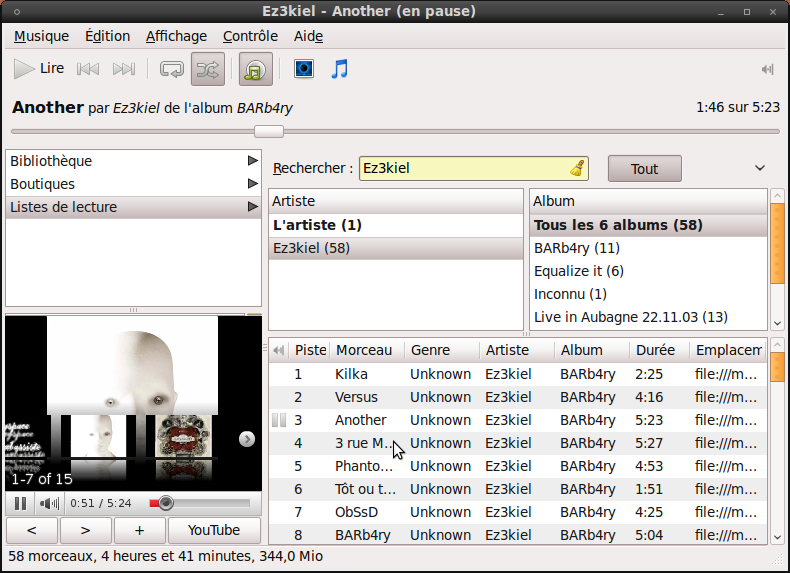 Ez3kiel - Another (en pause)
Musique Édition Affichage Contrôle Aide
Lire
Another par Ez3kiel de l'album BARb4ry 1:46 sur 5:23
Bibliothèque
Boutiques
Listes de lecture
Rechercher : Ez3kiel Tout
Artiste
L'artiste (1)
Ez3kiel (58)
Album
Tous les 6 albums (58)
BARb4ry (11)
Equalize it (6)
Inconnu (1)
Live in Aubagne 22.11.03 (13)
1-7 of 15
0:51 / 5:24
< > + YouTube
Piste Morceau Genre Artiste Album Durée Emplacem
1 Kilka Unknown Ez3kiel BARb4ry 2:25 file:///m...
2 Versus Unknown Ez3kiel BARb4ry 4:16 file:///m...
3 Another Unknown Ez3kiel BARb4ry 5:23 file:///m...
4 3 rue M... Unknown Ez3kiel BARb4ry 5:27 file:///m...
5 Phanto... Unknown Ez3kiel BARb4ry 4:53 file:///m...
6 Tôt ou t... Unknown Ez3kiel BARb4ry 1:51 file:///m...
7 ObSsD Unknown Ez3kiel BARb4ry 4:25 file:///m...
8 BARb4ry Unknown Ez3kiel BARb4ry 5:04 file:///m...
58 morceaux, 4 heures et 41 minutes, 344,0 Mio